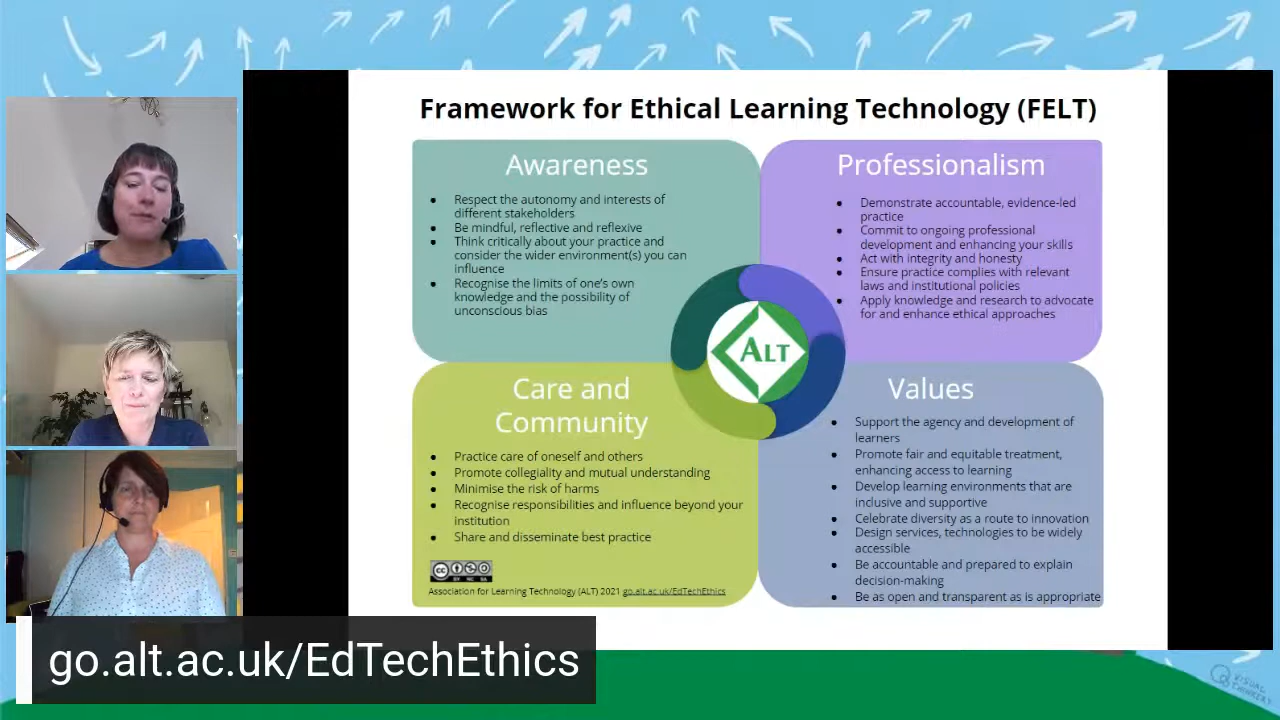 Framework for Ethical Learning Technology (FELT)
Awareness
● Respect the autonomy and interests of
different stakeholders
● Be mindful, reflective and reflexive
● Think critically about your practice and
consider the wider environment(s) you can
influence
● Recognise the limits of one's own
knowledge and the possibility of
unconscious bias
Professionalism
● Demonstrate accountable, evidence-led
practice
● Commit to ongoing professional
development and enhancing your skills
● Act with integrity and honesty
● Ensure practice complies with relevant
laws and institutional policies
● Apply knowledge and research to advocate
for and enhance ethical approaches
ALT
Care and
Community
● Practice care of oneself and others
● Promote collegiality and mutual understanding
● Minimise the risk of harms
● Recognise responsibilities and influence beyond your
institution
● Share and disseminate best practice
cc
BY NC SA
Association for Learning Technology (ALT) 2021 go.alt.ac.uk/EdTechEthics
Values
● Support the agency and development of
learners
● Promote fair and equitable treatment,
enhancing access to learning
● Develop learning environments that are
inclusive and supportive
● Celebrate diversity as a route to innovation
● Design services, technologies to be widely
accessible
● Be accountable and prepared to explain
decision-making
● Be as open and transparent as is appropriate
go.alt.ac.uk/EdTechEthics
VISUAL
THINKERY